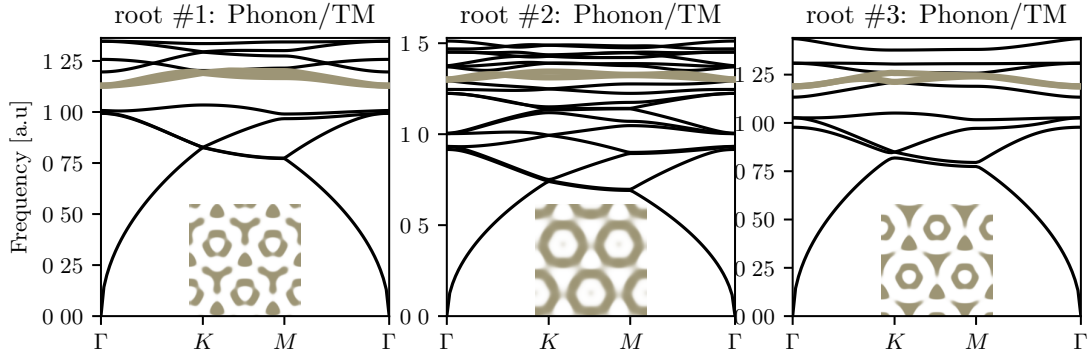 root #1: Phonon/TM
root #2: Phonon/TM
root #3: Phonon/TM
Frequency [a.u]
1 25
1 00
0 75
0 50
0 25
0 00
Γ K M Γ
1 5
1 0
0 5
0 0
Γ K M Γ
1 25
1 00
0 75
0 50
0 25
0 00
Γ K M Γ